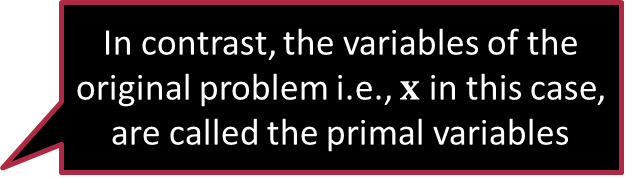 In contrast, the variables of the
original problem i.e., x in this case,
are called the primal variables